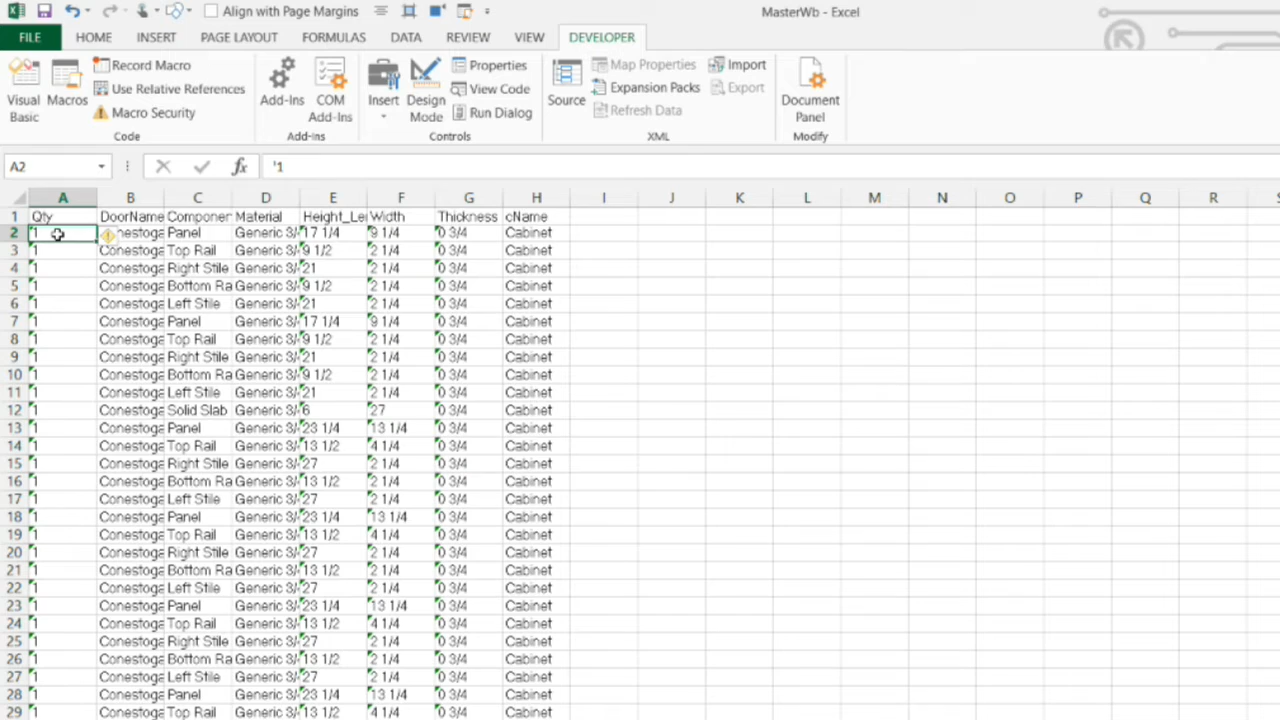 Align with Page Margins
MasterWb - Excel
FILE HOME INSERT PAGE LAYOUT FORMULAS DATA REVIEW VIEW DEVELOPER
Visual Basic
Macros
Record Macro
Use Relative References
Macro Security
Code
Add-Ins
COM Add-Ins
Add-Ins
Insert
Design Mode
Properties
View Code
Run Dialog
Controls
Source
Map Properties
Expansion Packs
Refresh Data
Import
Export
XML
Document Panel
Modify
A2 fx '1
A B C D E F G H I J K L M N O P Q R S
1 Qty DoorName Component Material Height_Le Width Thickness cName
2 1 nestoga Panel Generic 3/ 17 1/4 9 1/4 0 3/4 Cabinet
3 1 Conestoga Top Rail Generic 3/ 9 1/2 2 1/4 0 3/4 Cabinet
4 1 Conestoga Right Stile Generic 3/ 21 2 1/4 0 3/4 Cabinet
5 1 Conestoga Bottom Ra Generic 3/ 9 1/2 2 1/4 0 3/4 Cabinet
6 1 Conestoga Left Stile Generic 3/ 21 2 1/4 0 3/4 Cabinet
7 1 Conestoga Panel Generic 3/ 17 1/4 9 1/4 0 3/4 Cabinet
8 1 Conestoga Top Rail Generic 3/ 9 1/2 2 1/4 0 3/4 Cabinet
9 1 Conestoga Right Stile Generic 3/ 21 2 1/4 0 3/4 Cabinet
10 1 Conestoga Bottom Ra Generic 3/ 9 1/2 2 1/4 0 3/4 Cabinet
11 1 Conestoga Left Stile Generic 3/ 21 2 1/4 0 3/4 Cabinet
12 1 Conestoga Solid Slab Generic 3/ 6 27 0 3/4 Cabinet
13 1 Conestoga Panel Generic 3/ 23 1/4 13 1/4 0 3/4 Cabinet
14 1 Conestoga Top Rail Generic 3/ 13 1/2 4 1/4 0 3/4 Cabinet
15 1 Conestoga Right Stile Generic 3/ 27 2 1/4 0 3/4 Cabinet
16 1 Conestoga Bottom Ra Generic 3/ 13 1/2 2 1/4 0 3/4 Cabinet
17 1 Conestoga Left Stile Generic 3/ 27 2 1/4 0 3/4 Cabinet
18 1 Conestoga Panel Generic 3/ 23 1/4 13 1/4 0 3/4 Cabinet
19 1 Conestoga Top Rail Generic 3/ 13 1/2 4 1/4 0 3/4 Cabinet
20 1 Conestoga Right Stile Generic 3/ 27 2 1/4 0 3/4 Cabinet
21 1 Conestoga Bottom Ra Generic 3/ 13 1/2 2 1/4 0 3/4 Cabinet
22 1 Conestoga Left Stile Generic 3/ 27 2 1/4 0 3/4 Cabinet
23 1 Conestoga Panel Generic 3/ 23 1/4 13 1/4 0 3/4 Cabinet
24 1 Conestoga Top Rail Generic 3/ 13 1/2 4 1/4 0 3/4 Cabinet
25 1 Conestoga Right Stile Generic 3/ 27 2 1/4 0 3/4 Cabinet
26 1 Conestoga Bottom Ra Generic 3/ 13 1/2 2 1/4 0 3/4 Cabinet
27 1 Conestoga Left Stile Generic 3/ 27 2 1/4 0 3/4 Cabinet
28 1 Conestoga Panel Generic 3/ 23 1/4 13 1/4 0 3/4 Cabinet
29 1 Conestoga Top Rail Generic 3/ 13 1/2 4 1/4 0 3/4 Cabinet